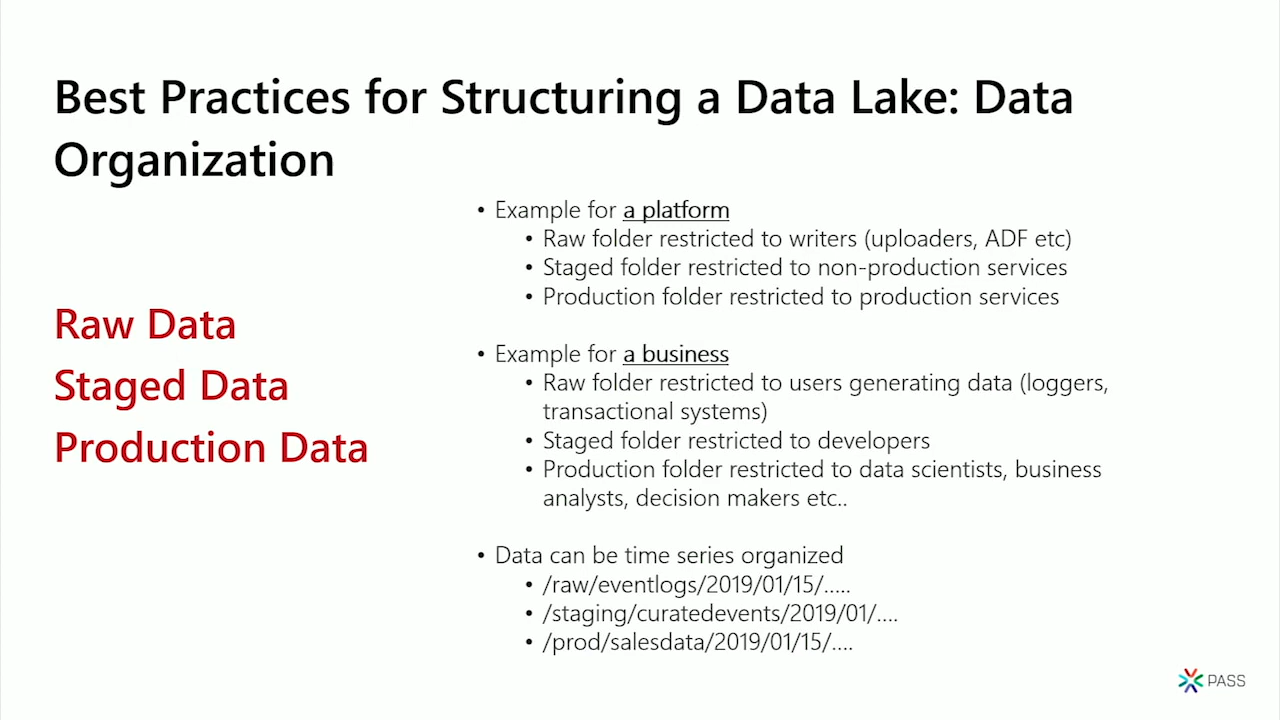 Best Practices for Structuring a Data Lake: Data
Organization
Raw Data
Staged Data
Production Data
• Example for a platform
• Raw folder restricted to writers (uploaders, ADF etc)
• Staged folder restricted to non-production services
• Production folder restricted to production services
• Example for a business
• Raw folder restricted to users generating data (loggers,
transactional systems)
• Staged folder restricted to developers
• Production folder restricted to data scientists, business
analysts, decision makers etc..
• Data can be time series organized
• /raw/eventlogs/2019/01/15/.....
• /staging/curatedevents/2019/01/....
• /prod/salesdata/2019/01/15/....
PASS